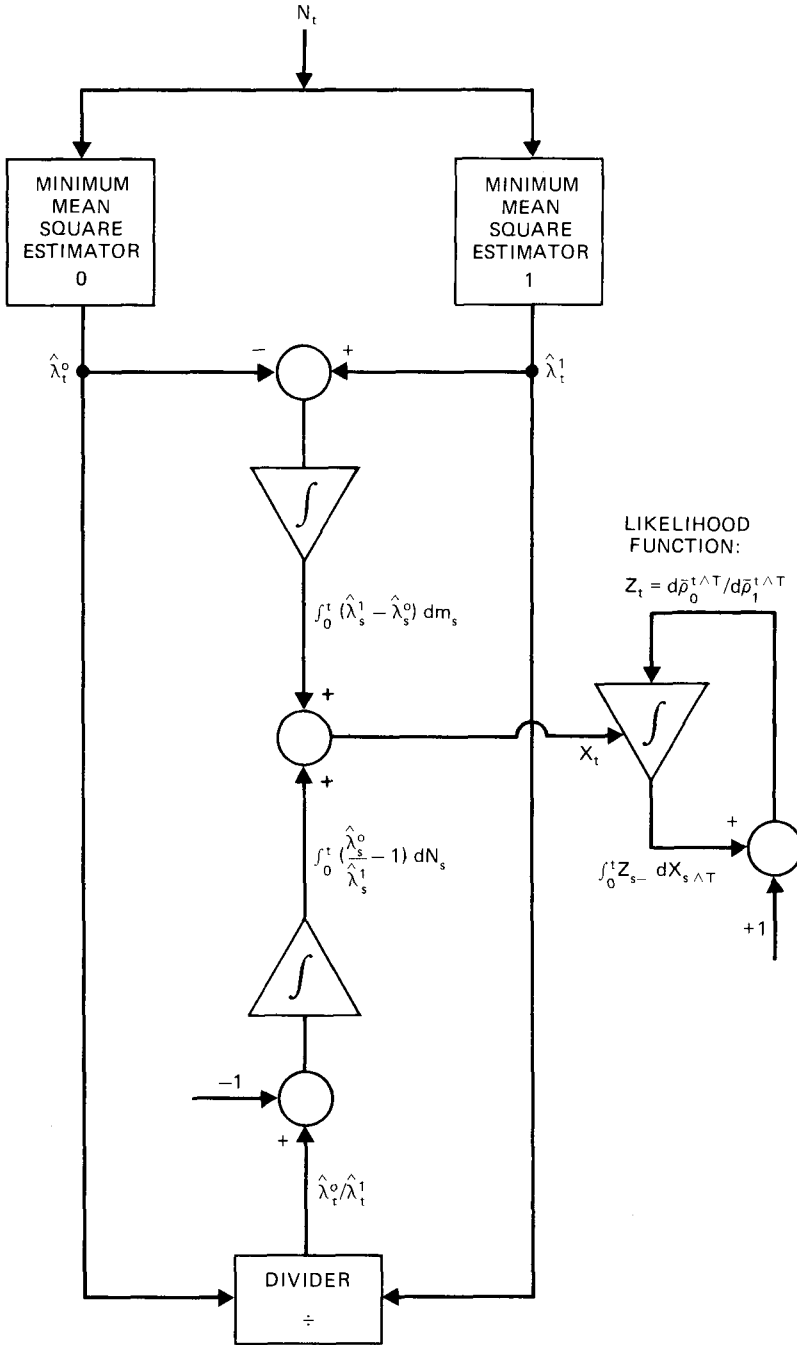 N_t
MINIMUM
MEAN
SQUARE
ESTIMATOR
0
MINIMUM
MEAN
SQUARE
ESTIMATOR
1
λ̂_t^o
−
+
λ̂_t^1
∫
∫_0^t (λ̂_s^1 − λ̂_s^o) dm_s
LIKELIHOOD
FUNCTION:
Z_t = dρ̄_0^{t∧T}/dρ̄_1^{t∧T}
+
∫
X_t
+
∫_0^t (λ̂_s^o/λ̂_s^1 − 1) dN_s
+
∫_0^t Z_{s−} dX_{s∧T}
+1
∫
−1
+
λ̂_t^o/λ̂_t^1
DIVIDER
÷